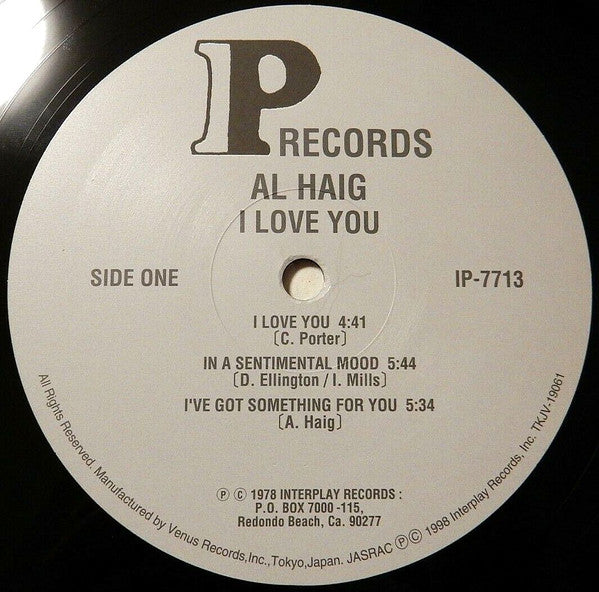 P RECORDS
AL HAIG
I LOVE YOU
SIDE ONE
IP-7713
I LOVE YOU 4:41
(C. Porter)
IN A SENTIMENTAL MOOD 5:44
(D. Ellington / I. Mills)
I'VE GOT SOMETHING FOR YOU 5:34
(A. Haig)
Ⓟ © 1978 INTERPLAY RECORDS :
P.O. BOX 7000 -115,
Redondo Beach, Ca. 90277
All Rights Reserved. Manufactured by Venus Records,Inc.,Tokyo,Japan. JASRAC Ⓟ© 1998 Interplay Records, Inc. TKJV-19061